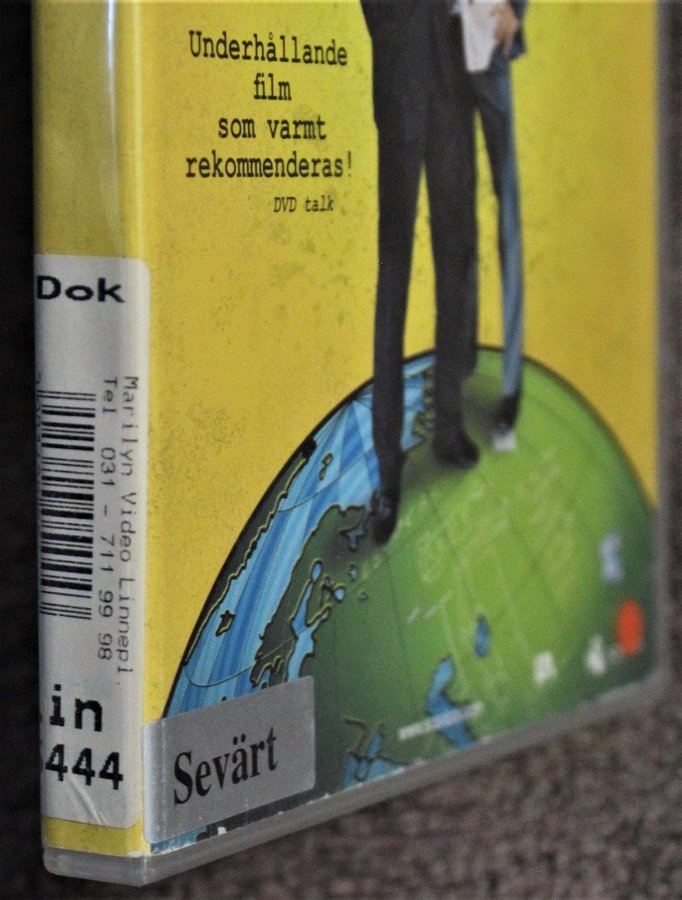 Underhållande
film
som varmt
rekommenderas!
DVD talk
Dok
Marilyn Video Linnepl.
Tel 031 - 711 99 98
in
444
Sevärt